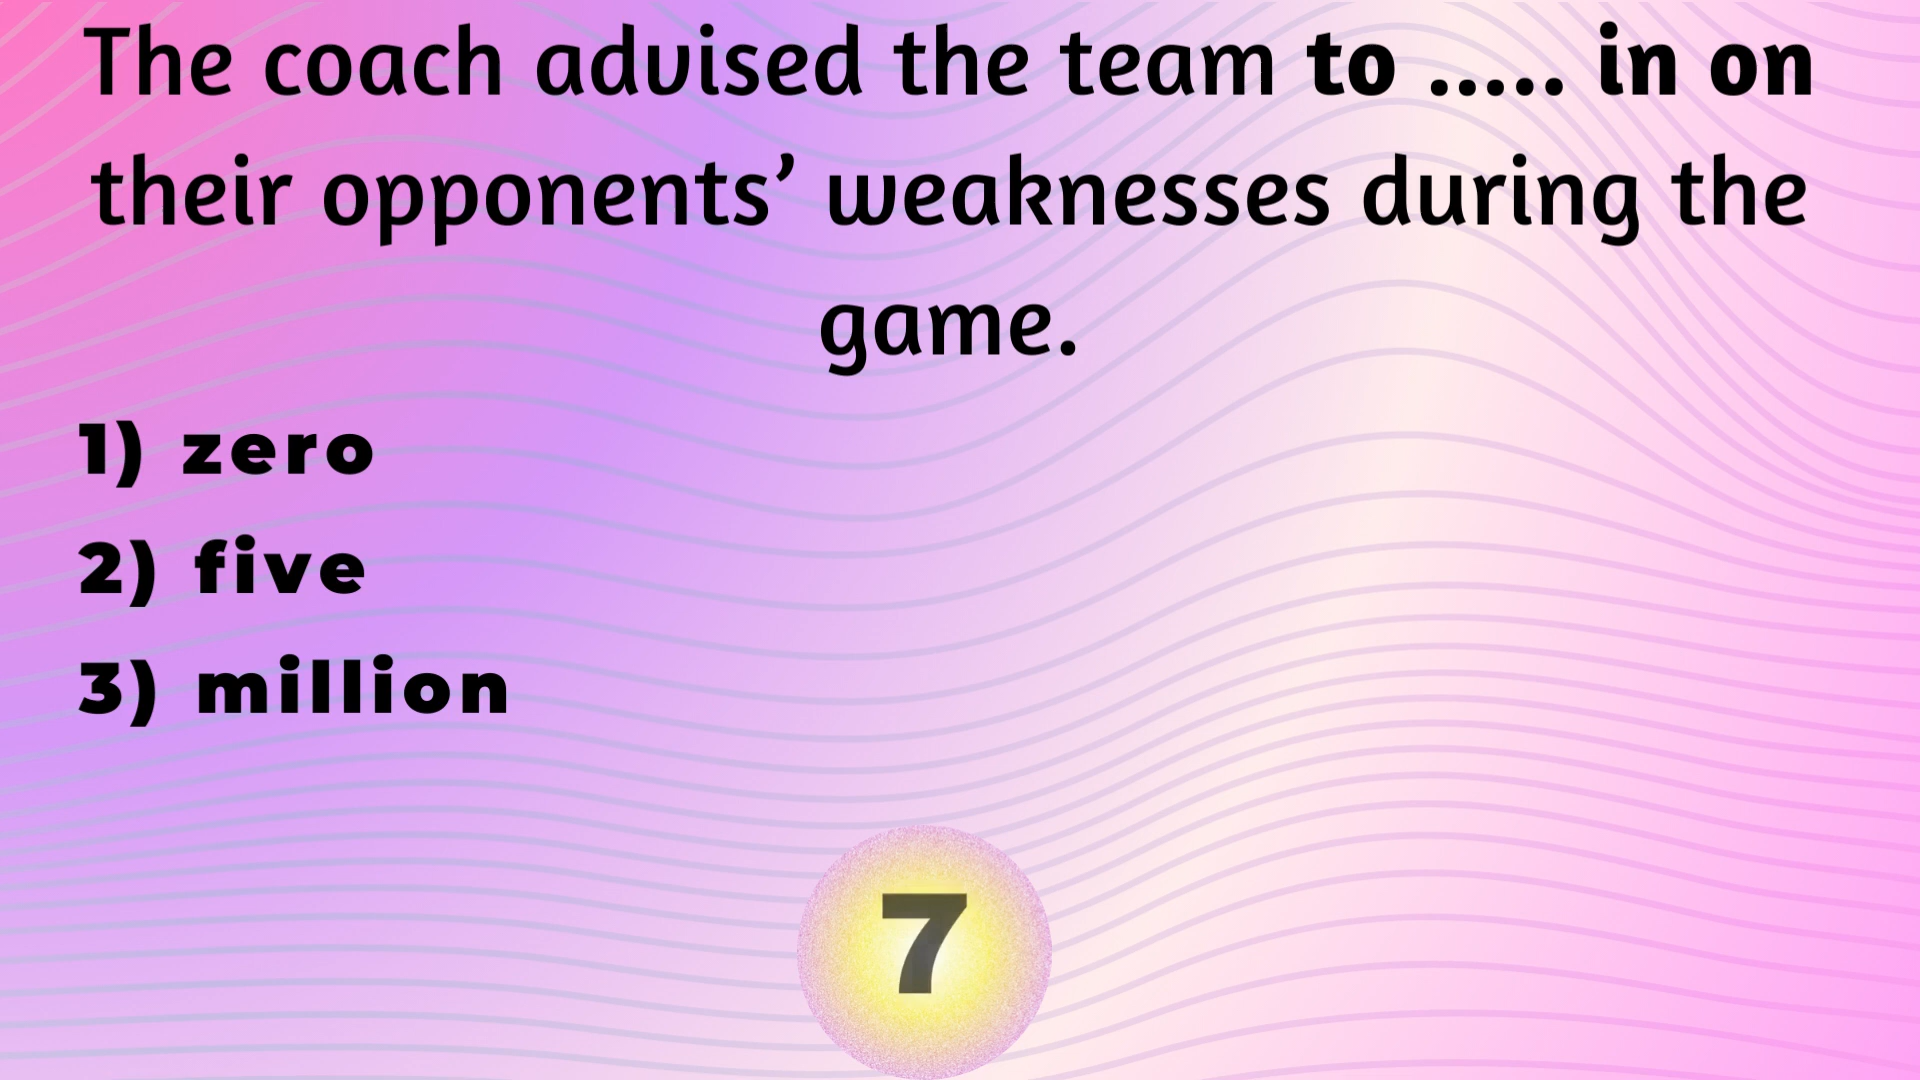 The coach advised the team to ..... in on
their opponents’ weaknesses during the
game.
1) zero
2) five
3) million
7